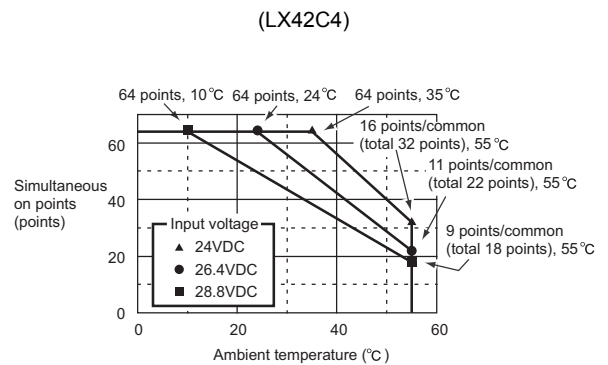 (LX42C4)
64 points, 10°C
64 points, 24°C
64 points, 35°C
16 points/common
(total 32 points), 55°C
11 points/common
(total 22 points), 55°C
9 points/common
(total 18 points), 55°C
Simultaneous
on points
(points)
60
40
20
0
Input voltage
24VDC
26.4VDC
28.8VDC
0 20 40 60
Ambient temperature (°C)